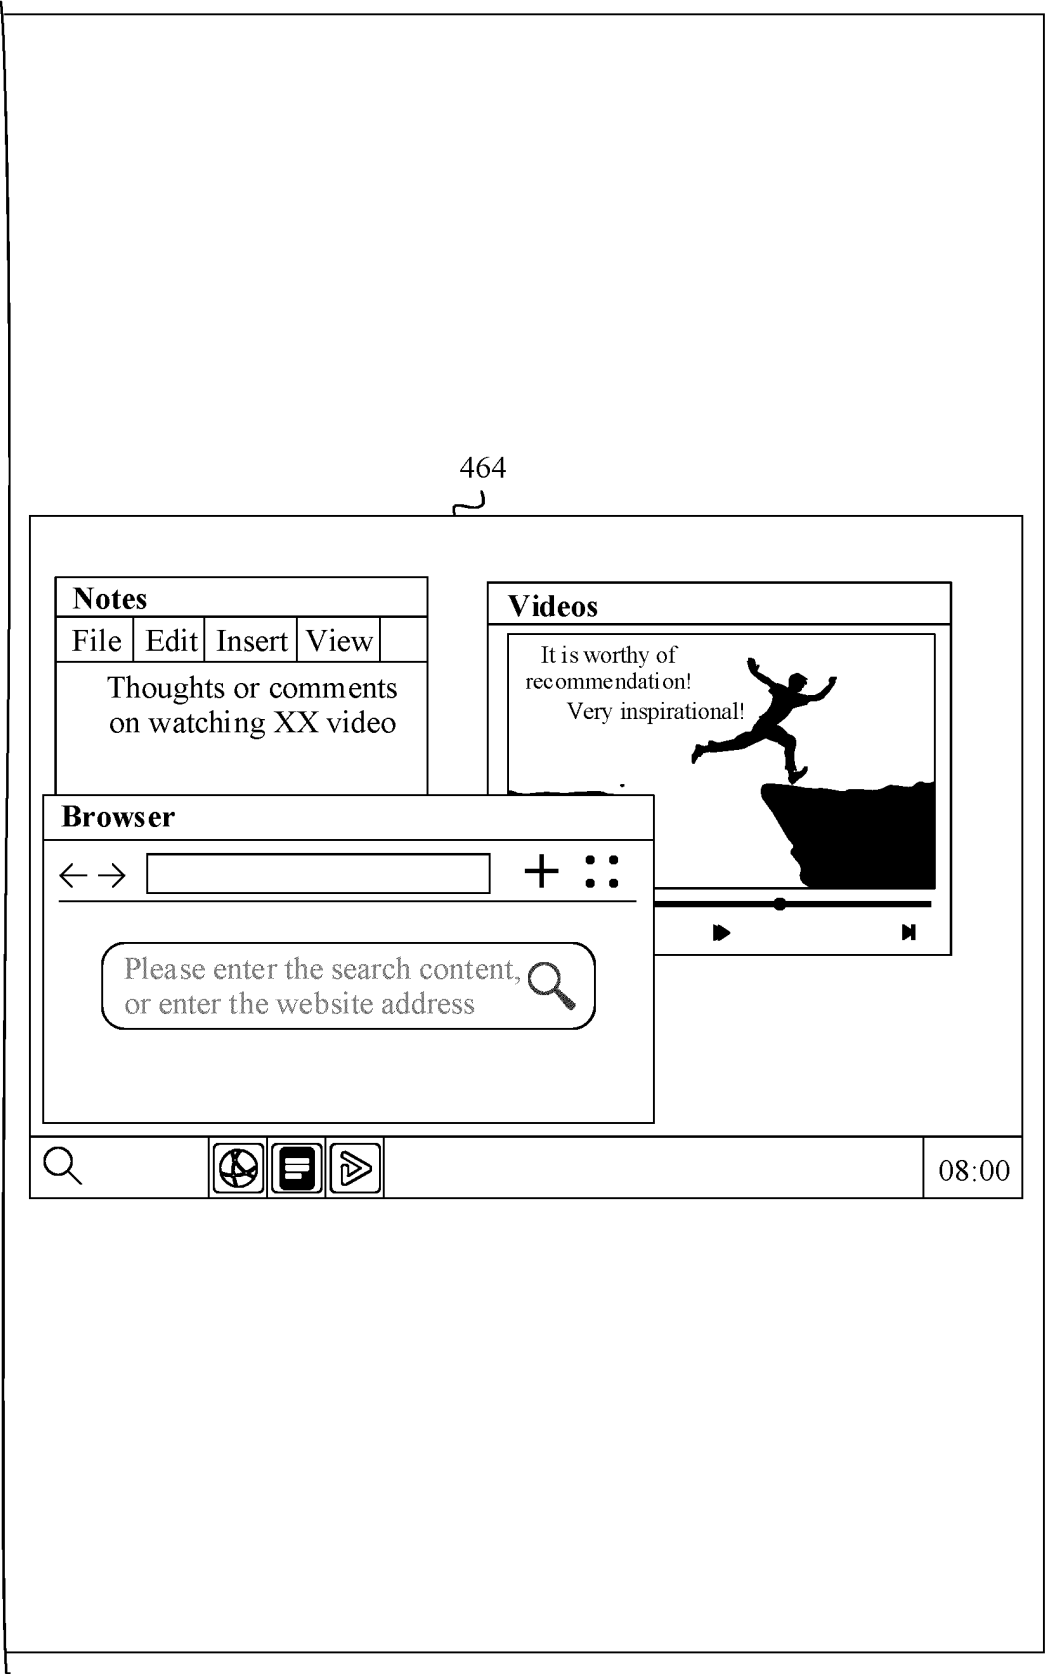 464
Notes
File Edit Insert View
Thoughts or comments
on watching XX video
Videos
It is worthy of
recommendation!
Very inspirational!
Browser
Please enter the search content,
or enter the website address
08:00